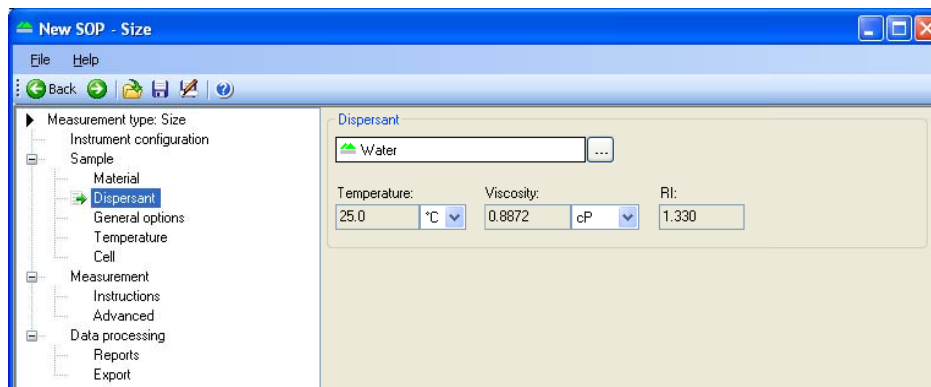 New SOP - Size
File Help
Back
Measurement type: Size
Instrument configuration
Sample
Material
Dispersant
General options
Temperature
Cell
Measurement
Instructions
Advanced
Data processing
Reports
Export
Dispersant
Water
...
Temperature: Viscosity: RI:
25.0 °C 0.8872 cP 1.330